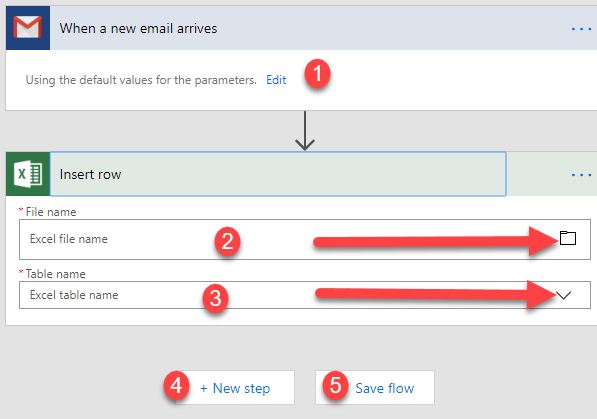 When a new email arrives ...
Using the default values for the parameters. Edit 1
Insert row ...
* File name
Excel file name 2
* Table name
Excel table name 3
4 + New step 5 Save flow